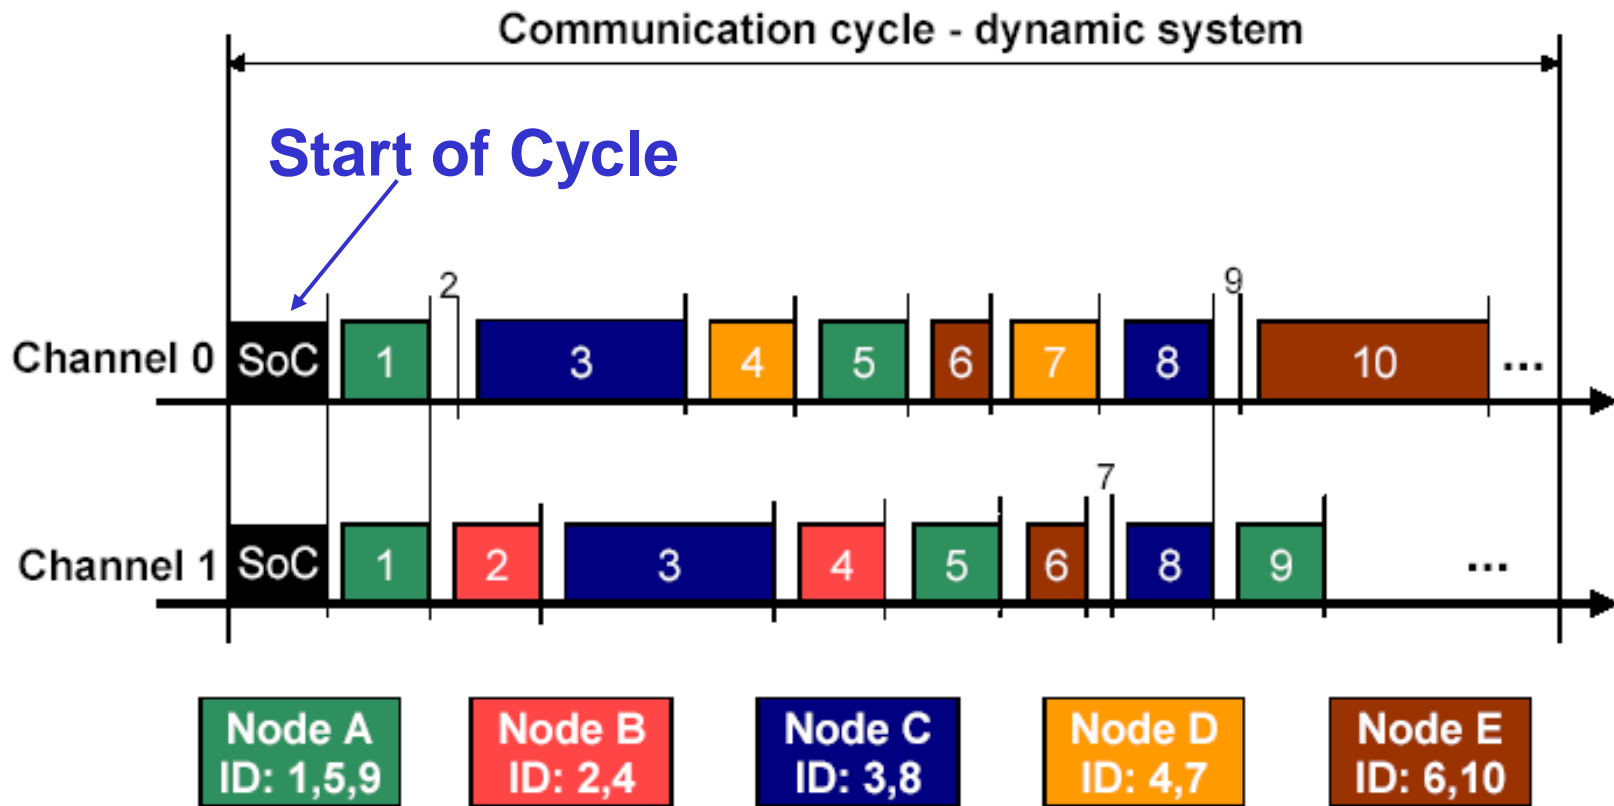 Communication cycle - dynamic system
Start of Cycle
2 9
Channel 0 SoC 1 3 4 5 6 7 8 10 ...
7
Channel 1 SoC 1 2 3 4 5 6 8 9 ...
Node A
ID: 1,5,9
Node B
ID: 2,4
Node C
ID: 3,8
Node D
ID: 4,7
Node E
ID: 6,10